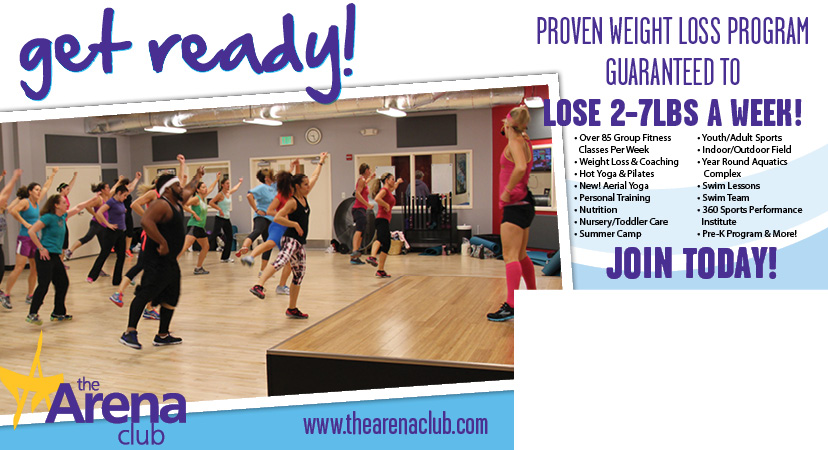 get ready!
PROVEN WEIGHT LOSS PROGRAM
GUARANTEED TO
LOSE 2-7LBS A WEEK!
• Over 85 Group Fitness
Classes Per Week
• Weight Loss & Coaching
• Hot Yoga & Pilates
• New! Aerial Yoga
• Personal Training
• Nutrition
• Nursery/Toddler Care
• Summer Camp
• Youth/Adult Sports
• Indoor/Outdoor Field
• Year Round Aquatics
Complex
• Swim Lessons
• Swim Team
• 360 Sports Performance
Institute
• Pre-K Program & More!
JOIN TODAY!
the
Arena
club
www.thearenaclub.com